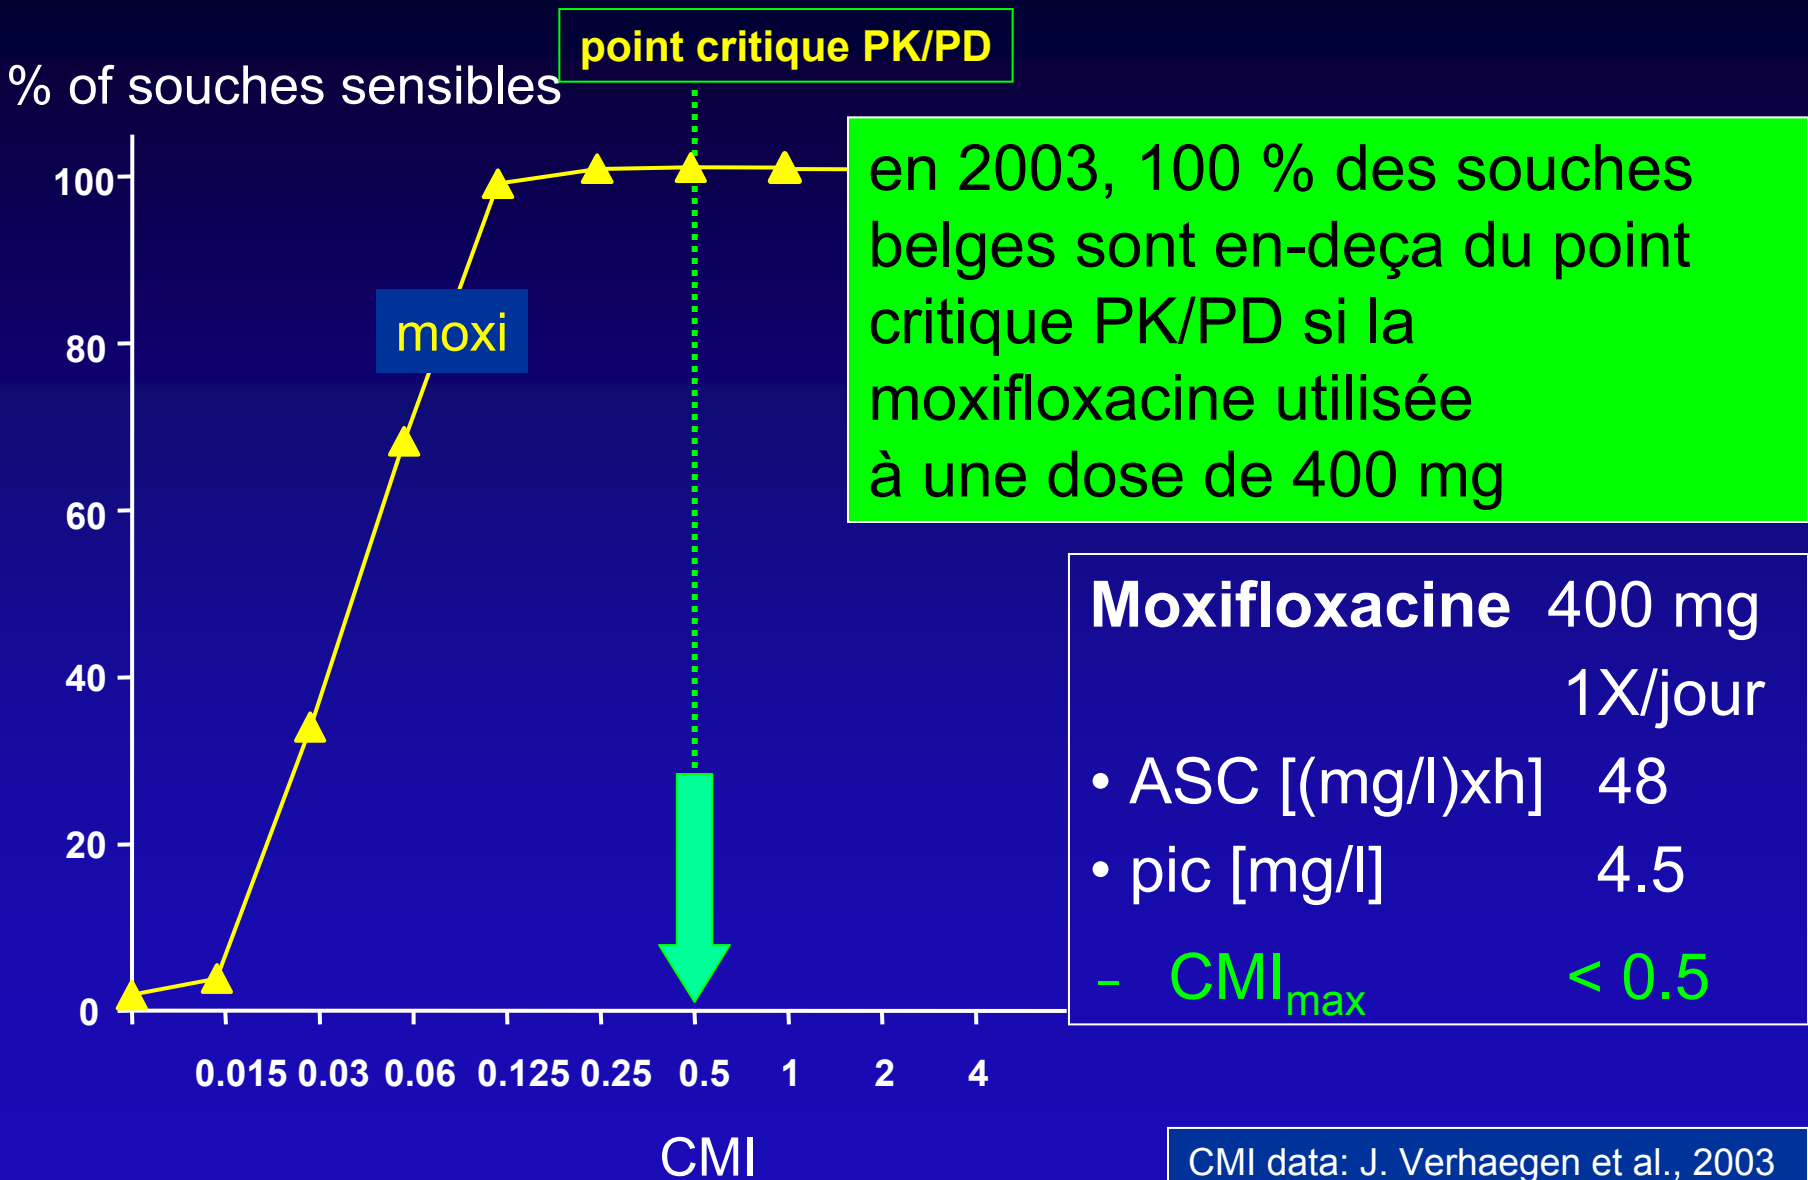 point critique PK/PD
% of souches sensibles
100
80
60
40
20
0
moxi
en 2003, 100 % des souches
belges sont en-deça du point
critique PK/PD si la
moxifloxacine utilisée
à une dose de 400 mg
Moxifloxacine 400 mg
1X/jour
• ASC [(mg/l)xh] 48
• pic [mg/l] 4.5
- CMImax < 0.5
0.015 0.03 0.06 0.125 0.25 0.5 1 2 4
CMI
CMI data: J. Verhaegen et al., 2003